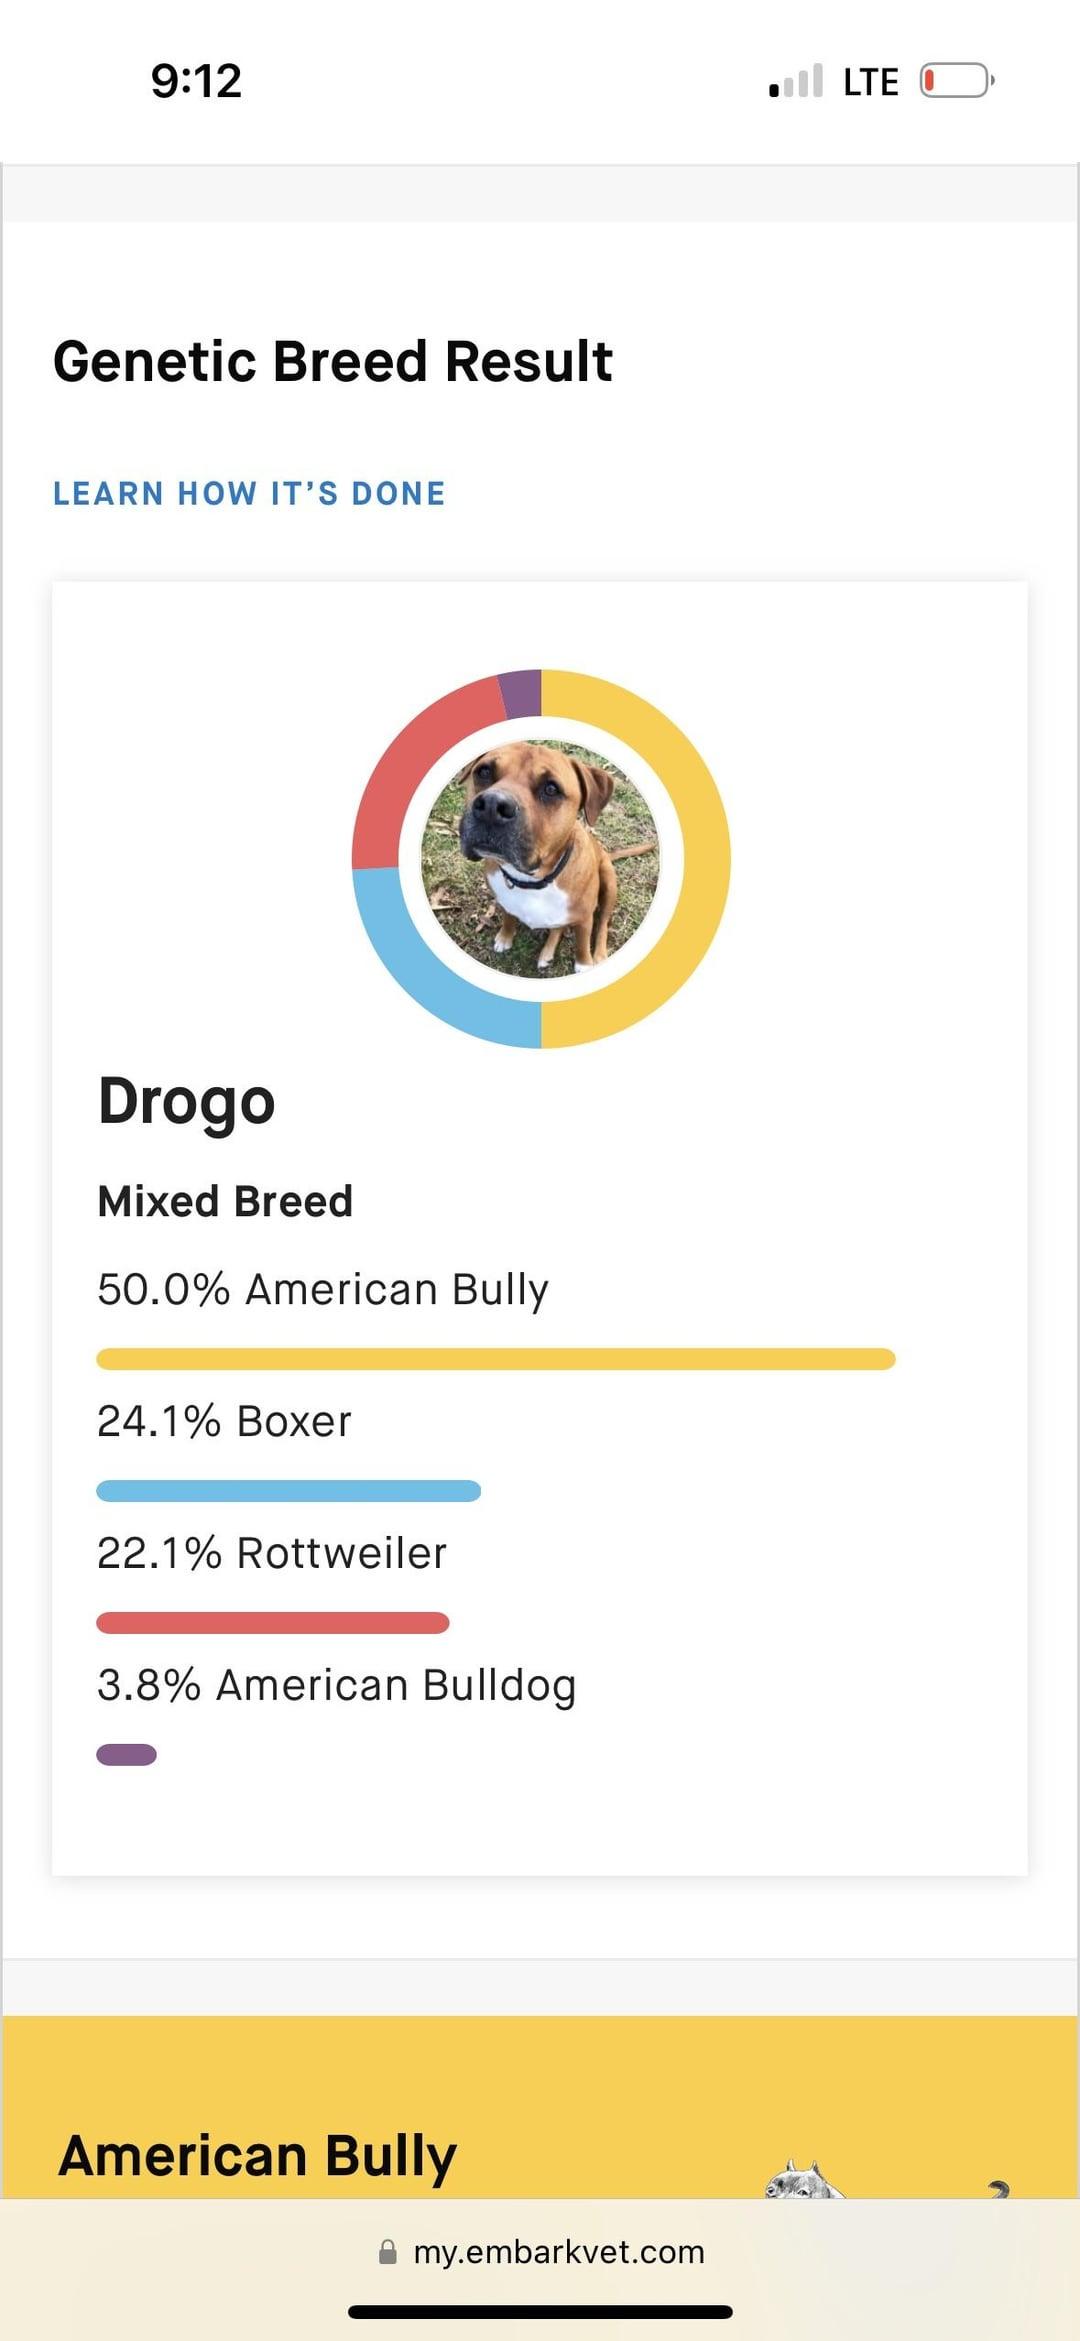 9:12 LTE
Genetic Breed Result
LEARN HOW IT’S DONE
Drogo
Mixed Breed
50.0% American Bully
24.1% Boxer
22.1% Rottweiler
3.8% American Bulldog
American Bully
my.embarkvet.com